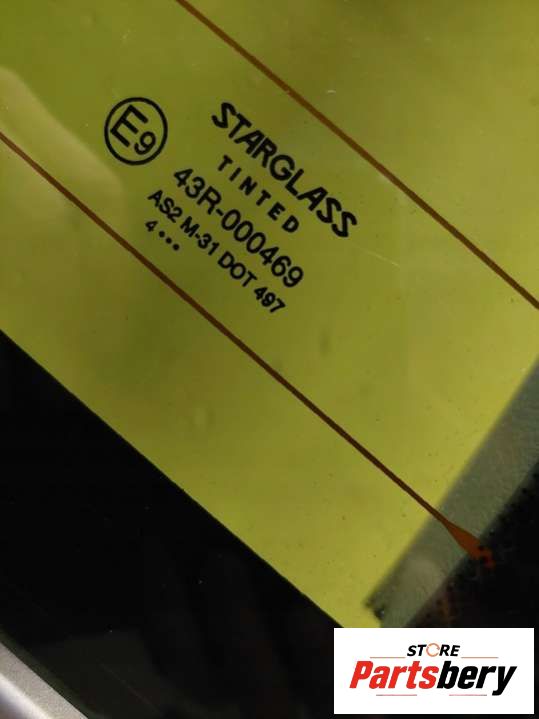 STARGLASS
TINTED
E9
43R-000469
AS2 M-31 DOT 497
4 •••
STORE
Partsbery